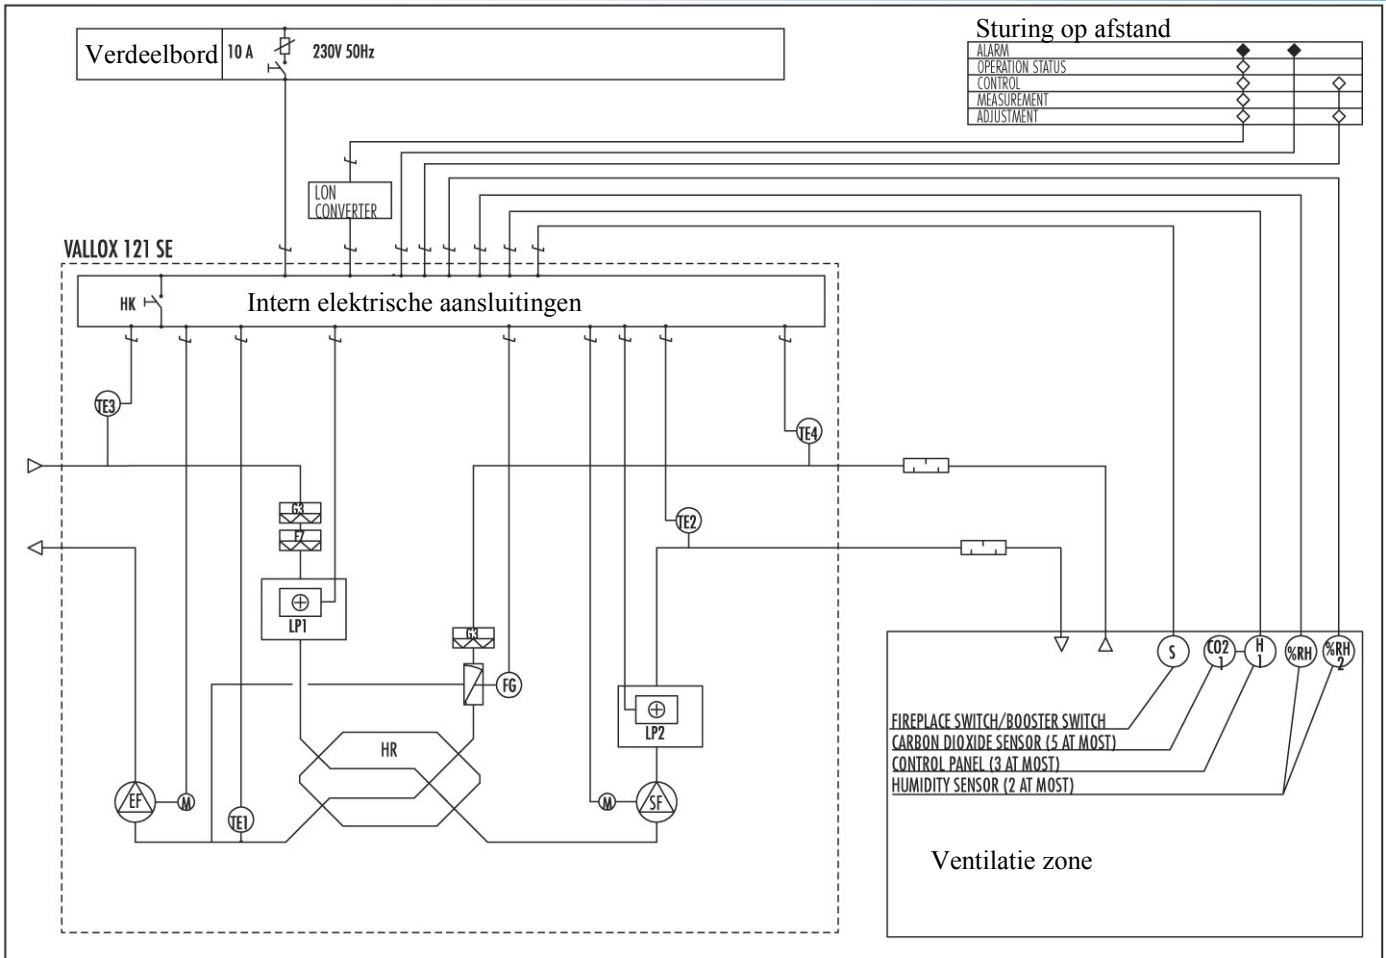 Sturing op afstand
Verdeelbord 10 A 230V 50Hz
ALARM
OPERATION STATUS
CONTROL
MEASUREMENT
ADJUSTMENT
LON
CONVERTER
VALLOX 121 SE
HK Intern elektrische aansluitingen
TE3
TE4
G3
F7
TE2
LP1
G3
FG
LP2
HR
EF
M
TE1
M
SF
S
CO2
1
H
1
%RH
%RH
2
FIREPLACE SWITCH/BOOSTER SWITCH
CARBON DIOXIDE SENSOR (5 AT MOST)
CONTROL PANEL (3 AT MOST)
HUMIDITY SENSOR (2 AT MOST)
Ventilatie zone